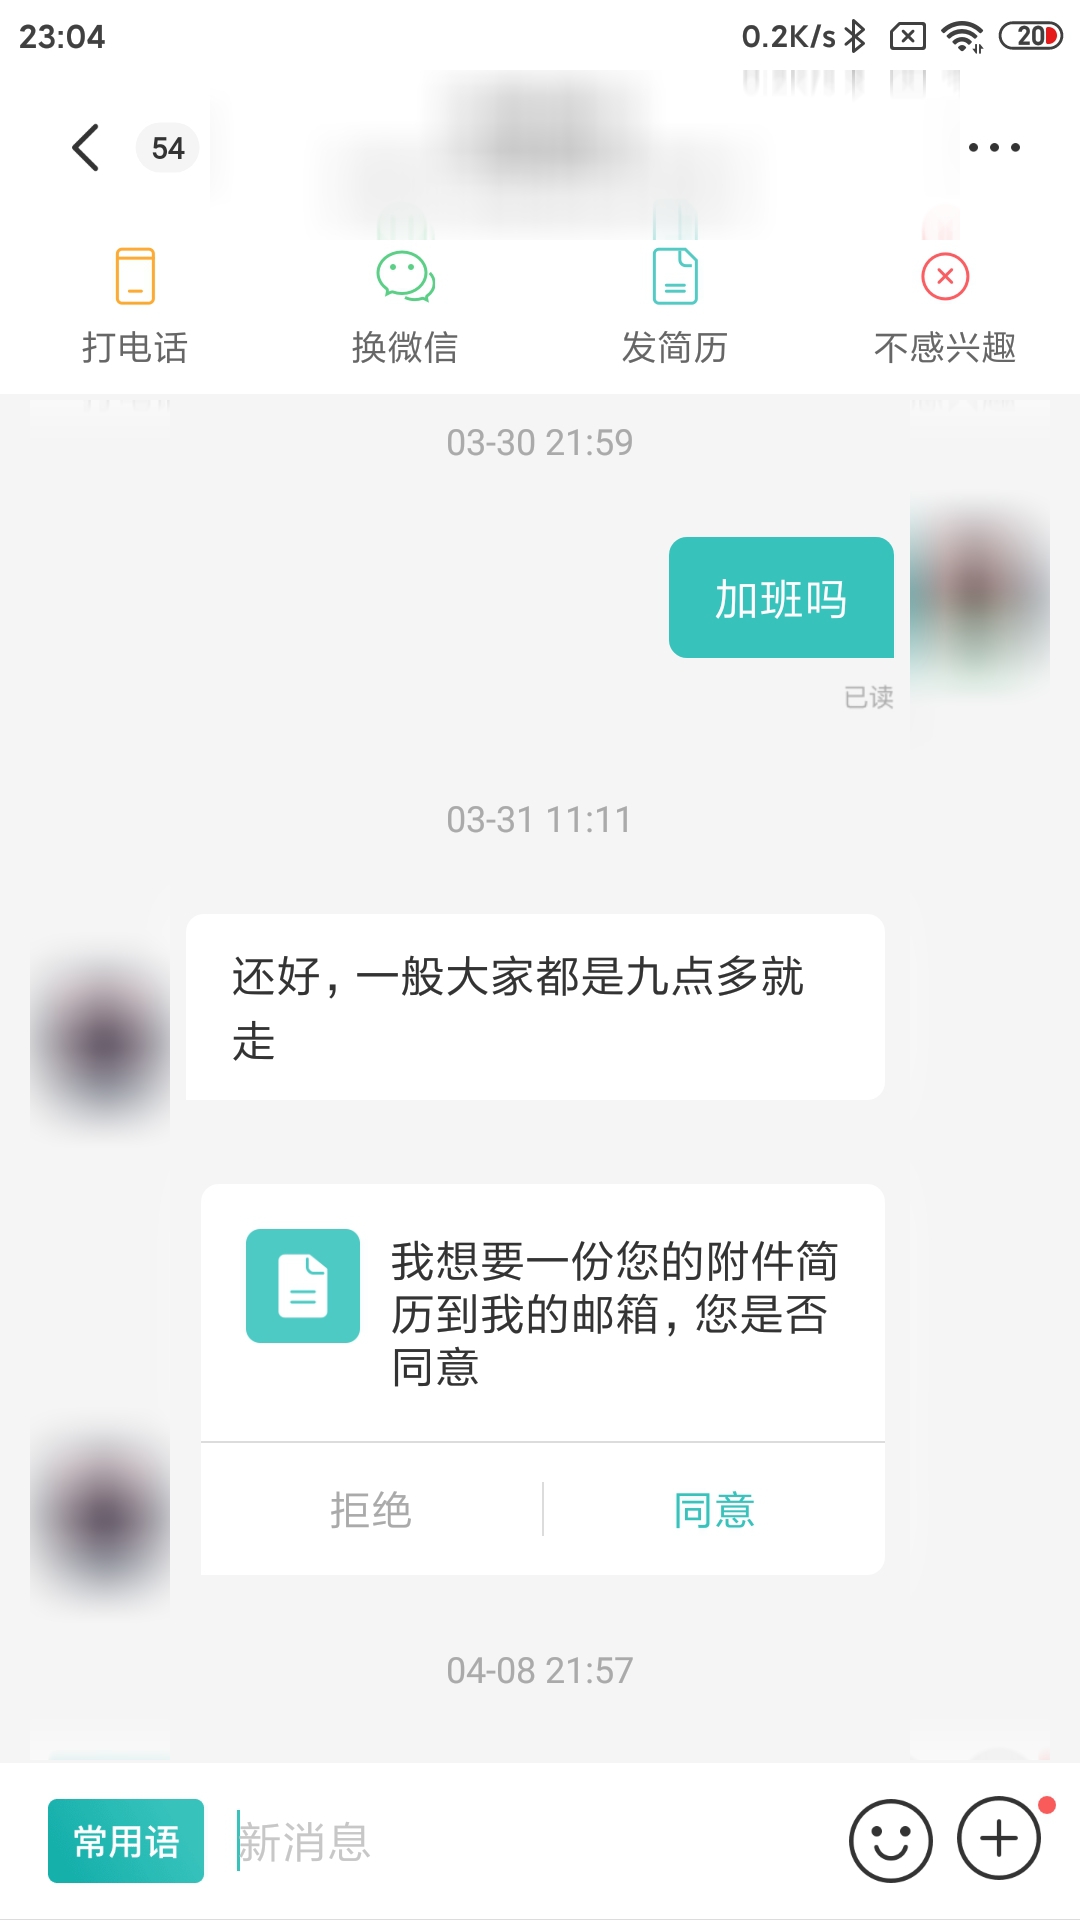 23:04
0.2K/s
20
54
打电话
换微信
发简历
不感兴趣
03-30 21:59
加班吗
已读
03-31 11:11
还好，一般大家都是九点多就
走
我想要一份您的附件简
历到我的邮箱，您是否
同意
拒绝
同意
04-08 21:57
常用语
新消息